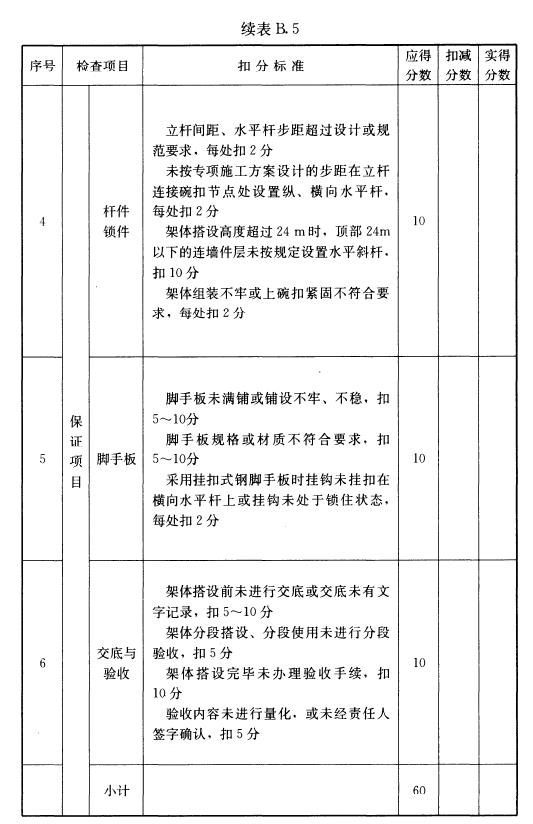 续表 B.5
序号
检查项目
扣分标准
应得
分数
扣减
分数
实得
分数
4
保
证
项
目
杆件
锁件
立杆间距、水平杆步距超过设计或规
范要求，每处扣 2 分
未按专项施工方案设计的步距在立杆
连接碗扣节点处设置纵、横向水平杆，
每处扣 2 分
架体搭设高度超过 24 m 时，顶部 24m
以下的连墙件层未按规定设置水平斜杆，
扣 10 分
架体组装不牢或上碗扣紧固不符合要
求，每处扣 2 分
10
5
脚手板
脚手板未满铺或铺设不牢、不稳，扣
5～10分
脚手板规格或材质不符合要求，扣
5～10分
采用挂扣式钢脚手板时挂钩未挂扣在
横向水平杆上或挂钩未处于锁住状态，
每处扣 2 分
10
6
交底与
验收
架体搭设前未进行交底或交底未有文
字记录，扣 5～10 分
架体分段搭设、分段使用未进行分段
验收，扣 5 分
架体搭设完毕未办理验收手续，扣
10 分
验收内容未进行量化，或未经责任人
签字确认，扣 5 分
10
小计
60